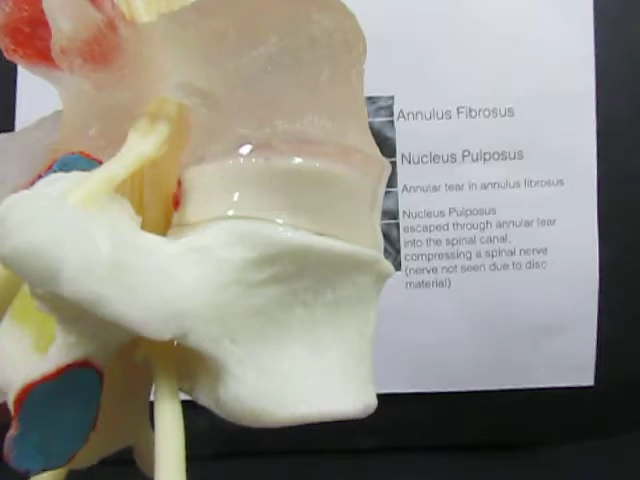 Annulus Fibrosus
Nucleus Pulposus
Annular tear in annulus fibrosus
Nucleus Pulposus
escaped through annular tear
into the spinal canal,
compressing a spinal nerve
(nerve not seen due to disc
material)